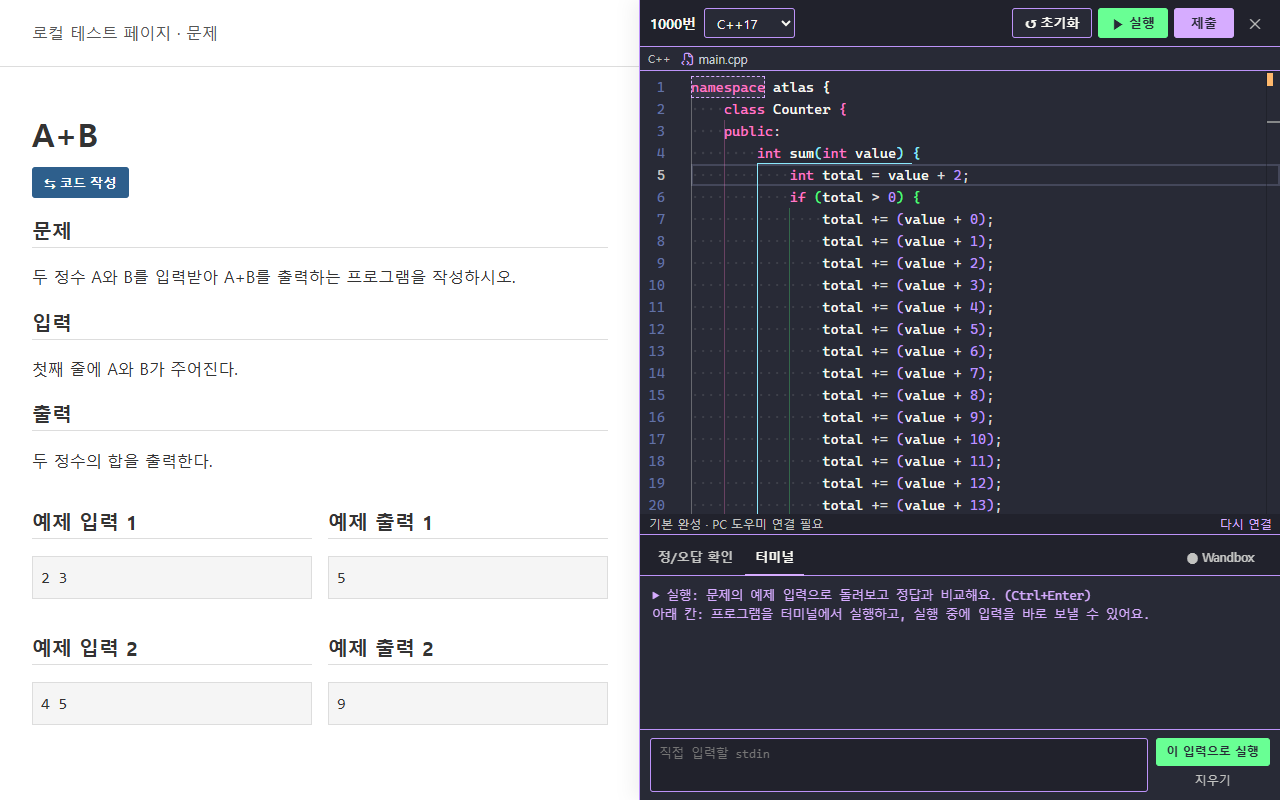 로컬 테스트 페이지 · 문제
A+B
⇆ 코드 작성
문제
두 정수 A와 B를 입력받아 A+B를 출력하는 프로그램을 작성하시오.
입력
첫째 줄에 A와 B가 주어진다.
출력
두 정수의 합을 출력한다.
예제 입력 1
예제 출력 1
2 3
5
예제 입력 2
예제 출력 2
4 5
9
1000번 C++17 ↺ 초기화 ▶ 실행 제출 ×
C++ main.cpp
1 namespace atlas {
2 class Counter {
3 public:
4 int sum(int value) {
5 int total = value + 2;
6 if (total > 0) {
7 total += (value + 0);
8 total += (value + 1);
9 total += (value + 2);
10 total += (value + 3);
11 total += (value + 4);
12 total += (value + 5);
13 total += (value + 6);
14 total += (value + 7);
15 total += (value + 8);
16 total += (value + 9);
17 total += (value + 10);
18 total += (value + 11);
19 total += (value + 12);
20 total += (value + 13);
기본 완성 · PC 도우미 연결 필요 다시 연결
정/오답 확인 터미널 Wandbox
▶ 실행: 문제의 예제 입력으로 돌려보고 정답과 비교해요. (Ctrl+Enter)
아래 칸: 프로그램을 터미널에서 실행하고, 실행 중에 입력을 바로 보낼 수 있어요.
직접 입력할 stdin
이 입력으로 실행
지우기